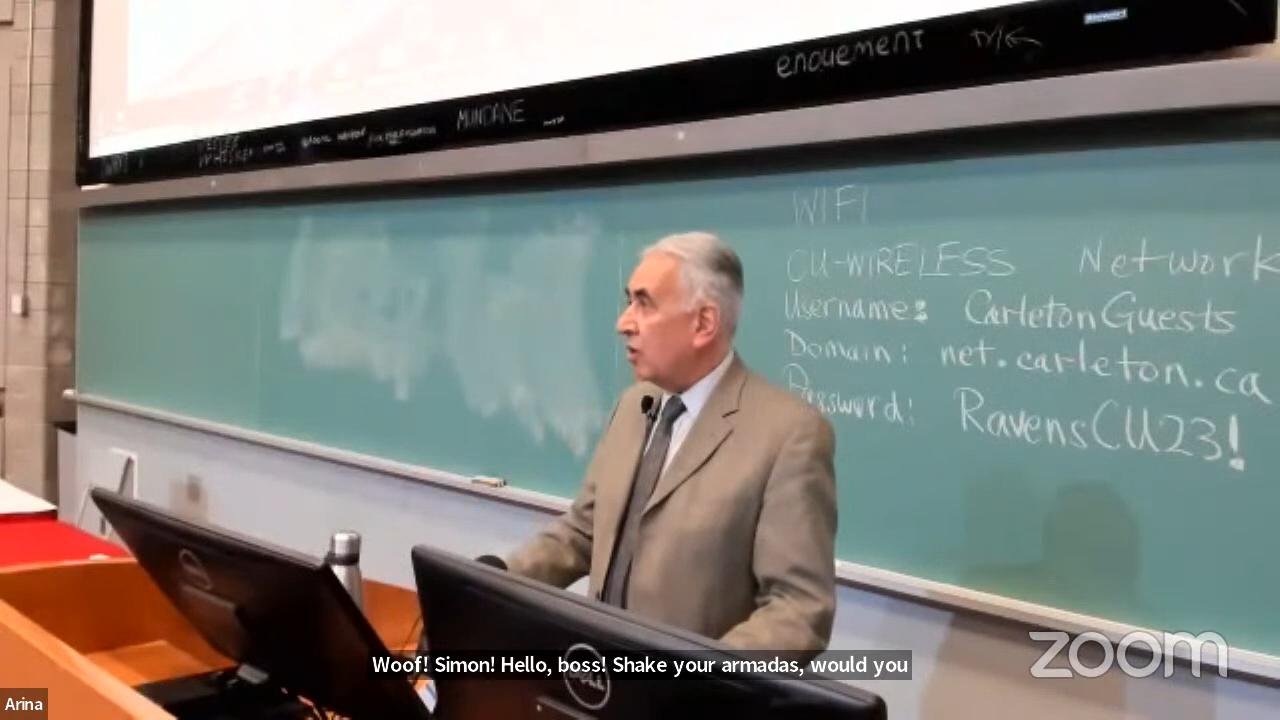 enouement
MUNDANE
WIFI
CU-WIRELESS Network
Username: CarletonGuests
Domain: net.carleton.ca
Password: RavensCU23!
DELL
zoom
Woof! Simon! Hello, boss! Shake your armadas, would you
Arina